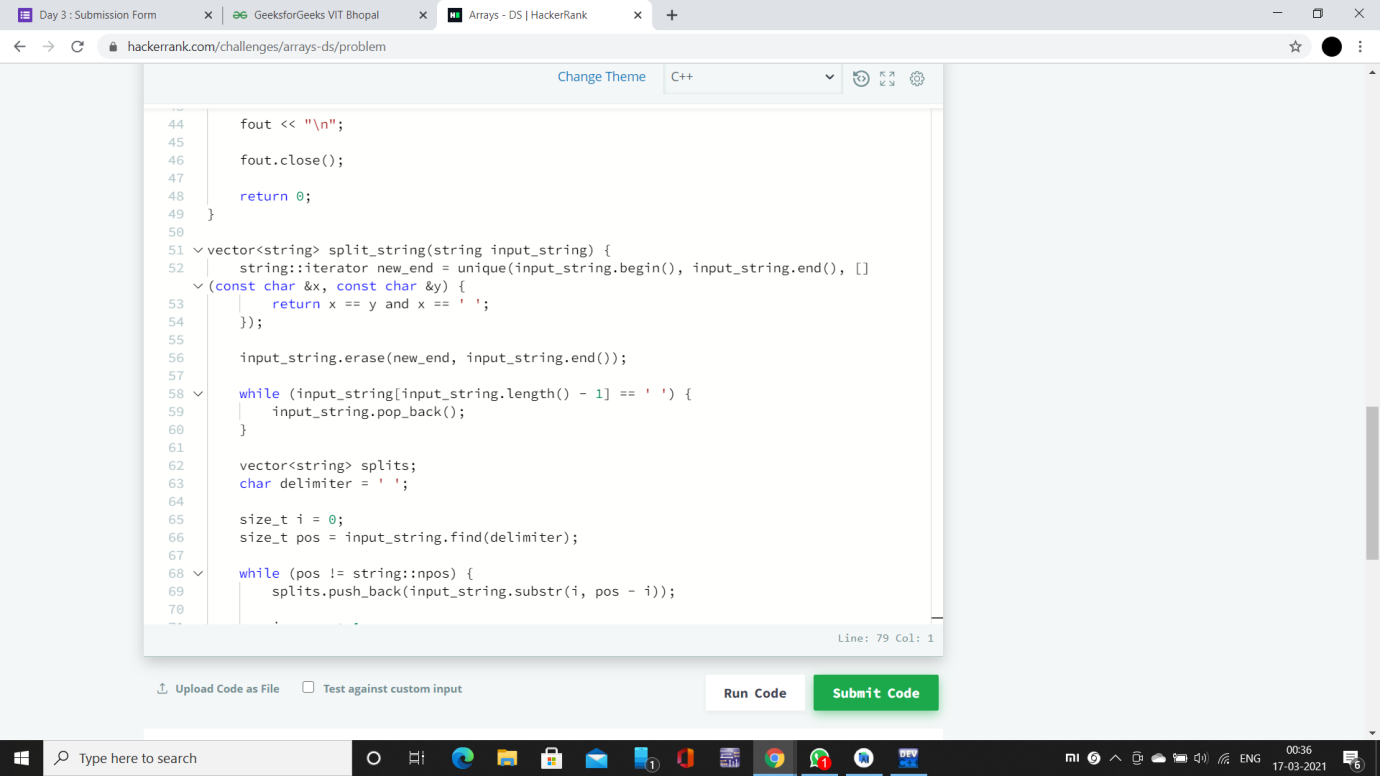 Day 3 : Submission Form
GeeksforGeeks VIT Bhopal
Arrays - DS | HackerRank
hackerrank.com/challenges/arrays-ds/problem
Change Theme
C++
44 fout << "\n";
45
46 fout.close();
47
48 return 0;
49 }
50
51 vector<string> split_string(string input_string) {
52 string::iterator new_end = unique(input_string.begin(), input_string.end(), []
(const char &x, const char &y) {
53 return x == y and x == ' ';
54 });
55
56 input_string.erase(new_end, input_string.end());
57
58 while (input_string[input_string.length() - 1] == ' ') {
59 input_string.pop_back();
60 }
61
62 vector<string> splits;
63 char delimiter = ' ';
64
65 size_t i = 0;
66 size_t pos = input_string.find(delimiter);
67
68 while (pos != string::npos) {
69 splits.push_back(input_string.substr(i, pos - i));
70
Line: 79 Col: 1
Upload Code as File
Test against custom input
Run Code
Submit Code
Type here to search
1
1
DEV
ENG
00:36
17-03-2021
6